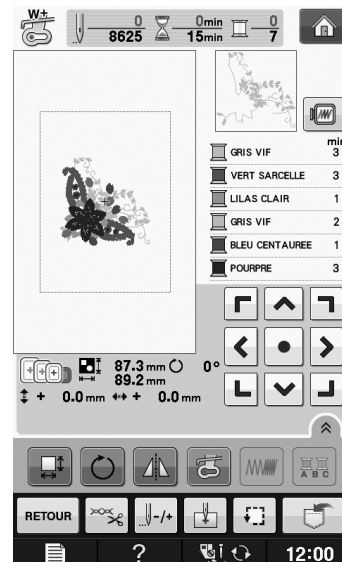 W+
0 0min 0
8625 15min 7
min
GRIS VIF 3
VERT SARCELLE 3
LILAS CLAIR 1
GRIS VIF 2
BLEU CENTAUREE 1
POURPRE 3
87.3 mm 0°
89.2 mm
+ 0.0 mm + 0.0 mm
A B C
RETOUR -/+
? 12:00